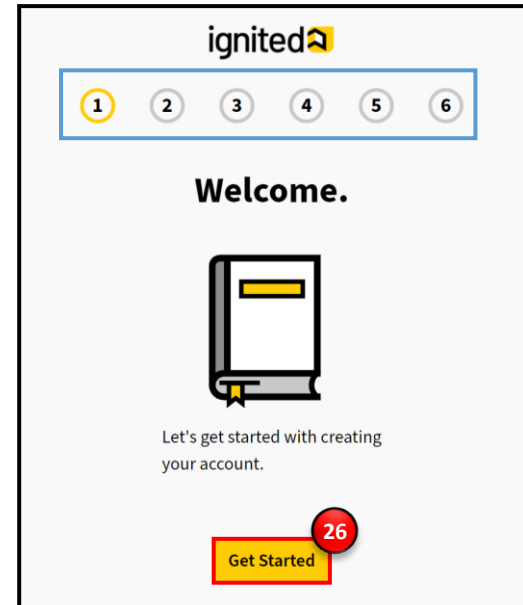 ignited
1 2 3 4 5 6
Welcome.
Let's get started with creating
your account.
26
Get Started